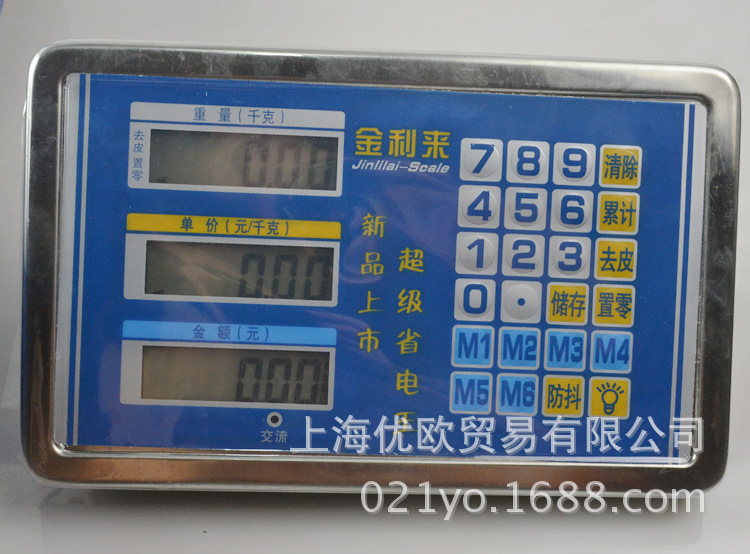 重量(千克)
去皮 置零
0.00
单价(元/千克)
0.00
金额(元)
0.00
交流
金利来
Jinlilai-Scale
新品上市
超级省电王
7 8 9 清除
4 5 6 累计
1 2 3 去皮
0 · 储存 置零
M1 M2 M3 M4
M5 M6 防抖
上海优欧贸易有限公司
021yo.1688.com